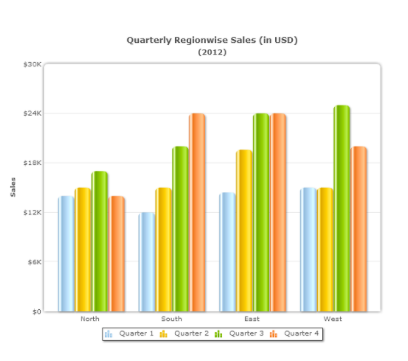 Quarterly Regionwise Sales (in USD)
(2012)
$30K
$24K
$18K
$12K
$6K
$0
Sales
North South East West
Quarter 1 Quarter 2 Quarter 3 Quarter 4